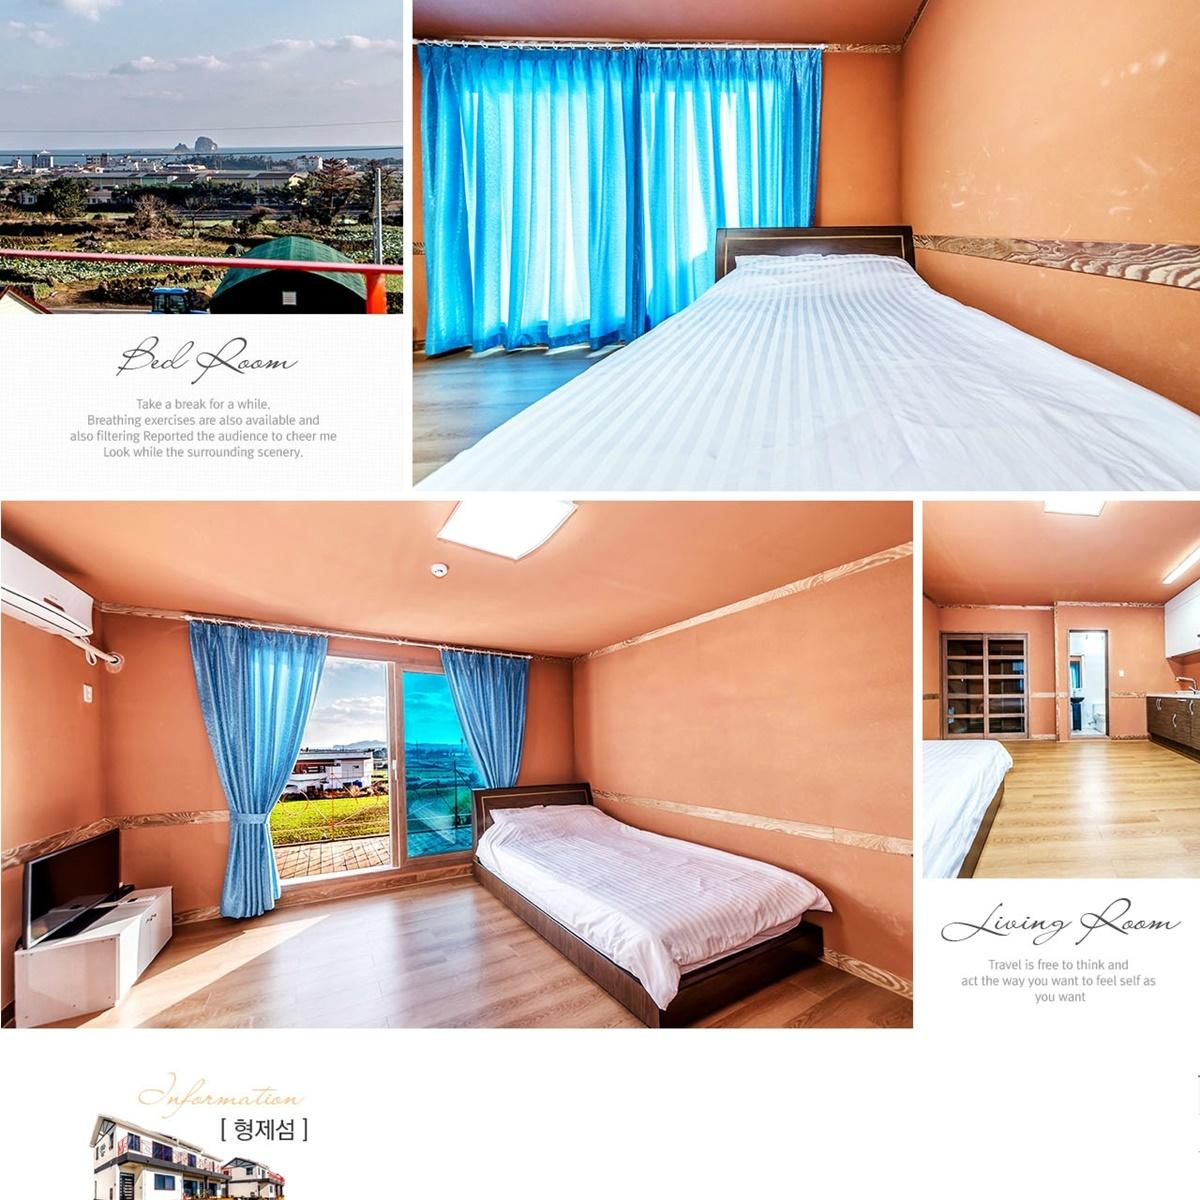 Bed Room
Take a break for a while.
Breathing exercises are also available and
also filtering Reported the audience to cheer me
Look while the surrounding scenery.
Living Room
Travel is free to think and
act the way you want to feel self as
you want
Information
[ 형제섬 ]